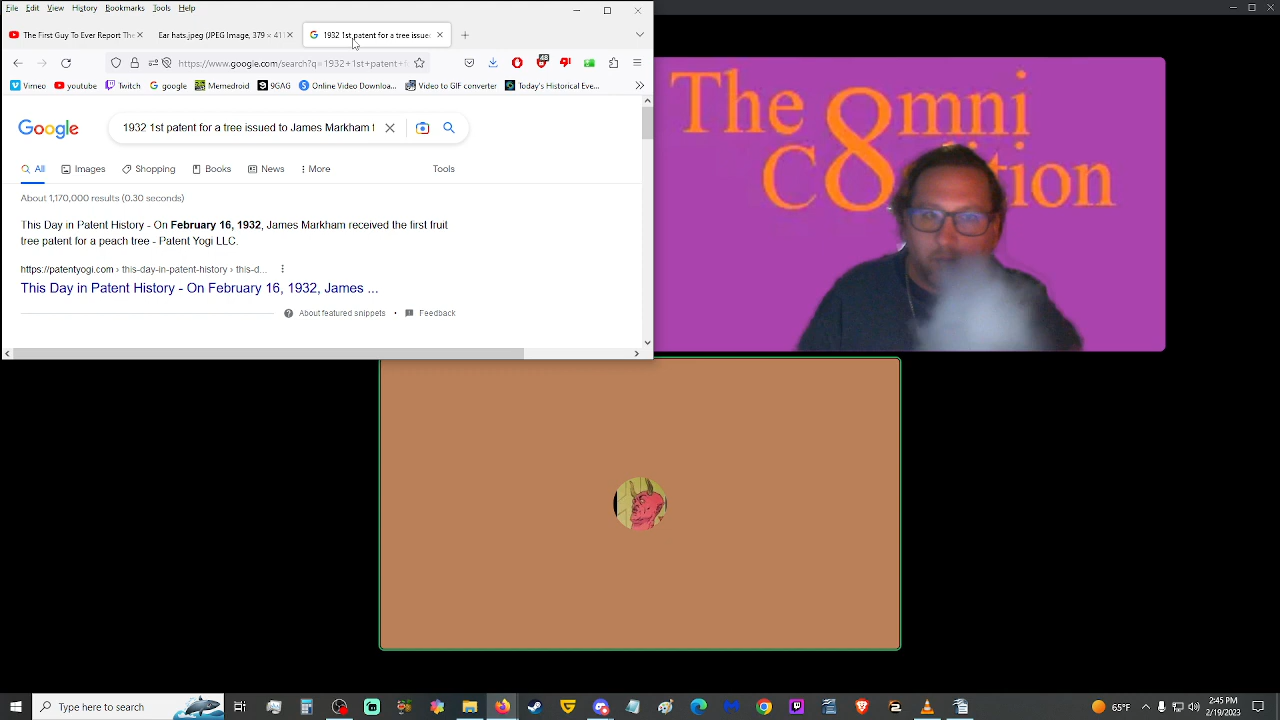 File Edit View History Bookmarks Tools Help
The First Guy To Ever Report The
Ear hats.jpeg (JPEG Image, 379 × 41
1932 1st patent for a tree issued
https://www.google.com/search?q=1932+1st+patent+
Vimeo youtube Twitch google Memedroid 9GAG Online Video Downloa... Video to GIF converter Today's Historical Eve...
Google
1932 1st patent for a tree issued to James Markham f
All Images Shopping Books News More Tools
About 1,170,000 results (0.30 seconds)
This Day in Patent History - On February 16, 1932, James Markham received the first fruit
tree patent for a peach tree - Patent Yogi LLC.
https://patentyogi.com › this-day-in-patent-history › this-d...
This Day in Patent History - On February 16, 1932, James ...
About featured snippets • Feedback
The 8mni
C8 tion
Type here to search
65°F
2:45 PM
2/19/2023